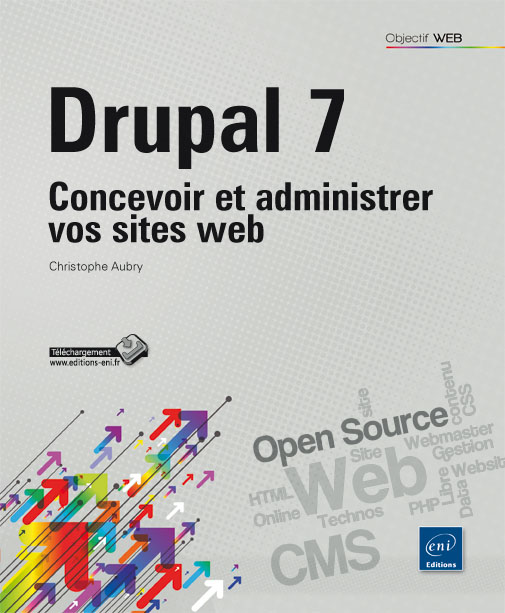 Objectif WEB
Drupal 7
Concevoir et administrer
vos sites web
Christophe Aubry
Téléchargement
www.editions-eni.fr
site
contenu
CSS
Open Source
Site
Webmaster
Gestion
HTML
Web
Libre
Data
Websit
Online
Technos
PHP
CMS
eni
Editions